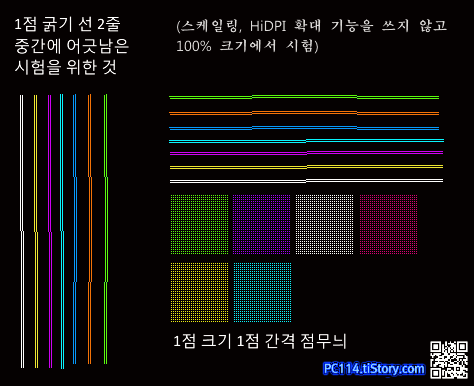 1점 굵기 선 2줄
중간에 어긋남은
시험을 위한 것
(스케일링, HiDPI 확대 기능을 쓰지 않고
100% 크기에서 시험)
1점 크기 1점 간격 점무늬
PC114.tiStory.com